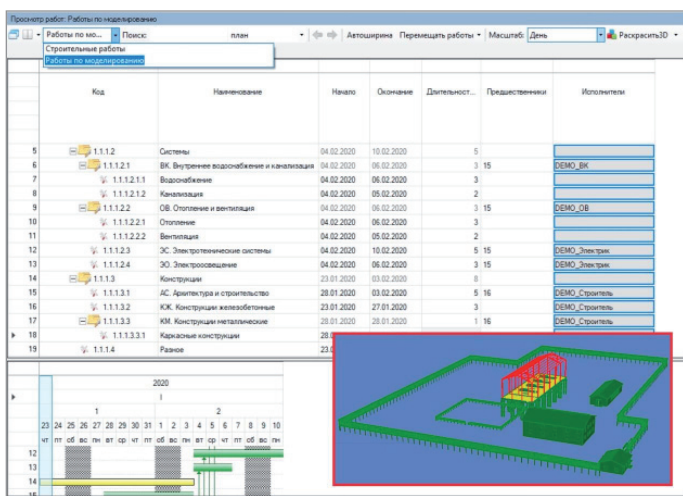 Просмотр работ: Работы по моделированию
Работы по мо... Поиск: план Автоширина Перемещать работы Масштаб: День Раскрасить3D
Строительные работы
Работы по моделированию
Код Наименование Начало Окончание Длительност... Предшественники Исполнители
5 1.1.1.2 Системы 04.02.2020 10.02.2020 5
6 1.1.1.2.1 ВК. Внутреннее водоснабжение и канализация 04.02.2020 06.02.2020 3 15 DEMO_ВК
7 1.1.1.2.1.1 Водоснабжение 04.02.2020 06.02.2020 3
8 1.1.1.2.1.2 Канализация 04.02.2020 05.02.2020 2
9 1.1.1.2.2 ОВ. Отопление и вентиляция 04.02.2020 06.02.2020 3 15 DEMO_ОВ
10 1.1.1.2.2.1 Отопление 04.02.2020 06.02.2020 3
11 1.1.1.2.2.2 Вентиляция 04.02.2020 05.02.2020 2
12 1.1.1.2.3 ЭС. Электротехнические системы 04.02.2020 10.02.2020 5 15 DEMO_Электрик
13 1.1.1.2.4 ЭО. Электроосвещение 04.02.2020 06.02.2020 3 15 DEMO_Электрик
14 1.1.1.3 Конструкции 23.01.2020 03.02.2020 8
15 1.1.1.3.1 АС. Архитектура и строительство 28.01.2020 03.02.2020 5 16 DEMO_Строитель
16 1.1.1.3.2 КЖ. Конструкции железобетонные 23.01.2020 27.01.2020 3 DEMO_Строитель
17 1.1.1.3.3 КМ. Конструкции металлические 28.01.2020 28.01.2020 1 16 DEMO_Строитель
18 1.1.1.3.3.1 Каркасные конструкции 28.0
19 1.1.1.4 Разное 23.0
2020
I
1 2
23 24 25 26 27 28 29 30 31 1 2 3 4 5 6 7 8 9 10
чт пт сб вс пн вт ср чт пт сб вс пн вт ср чт пт сб вс пн
12
13
14
15